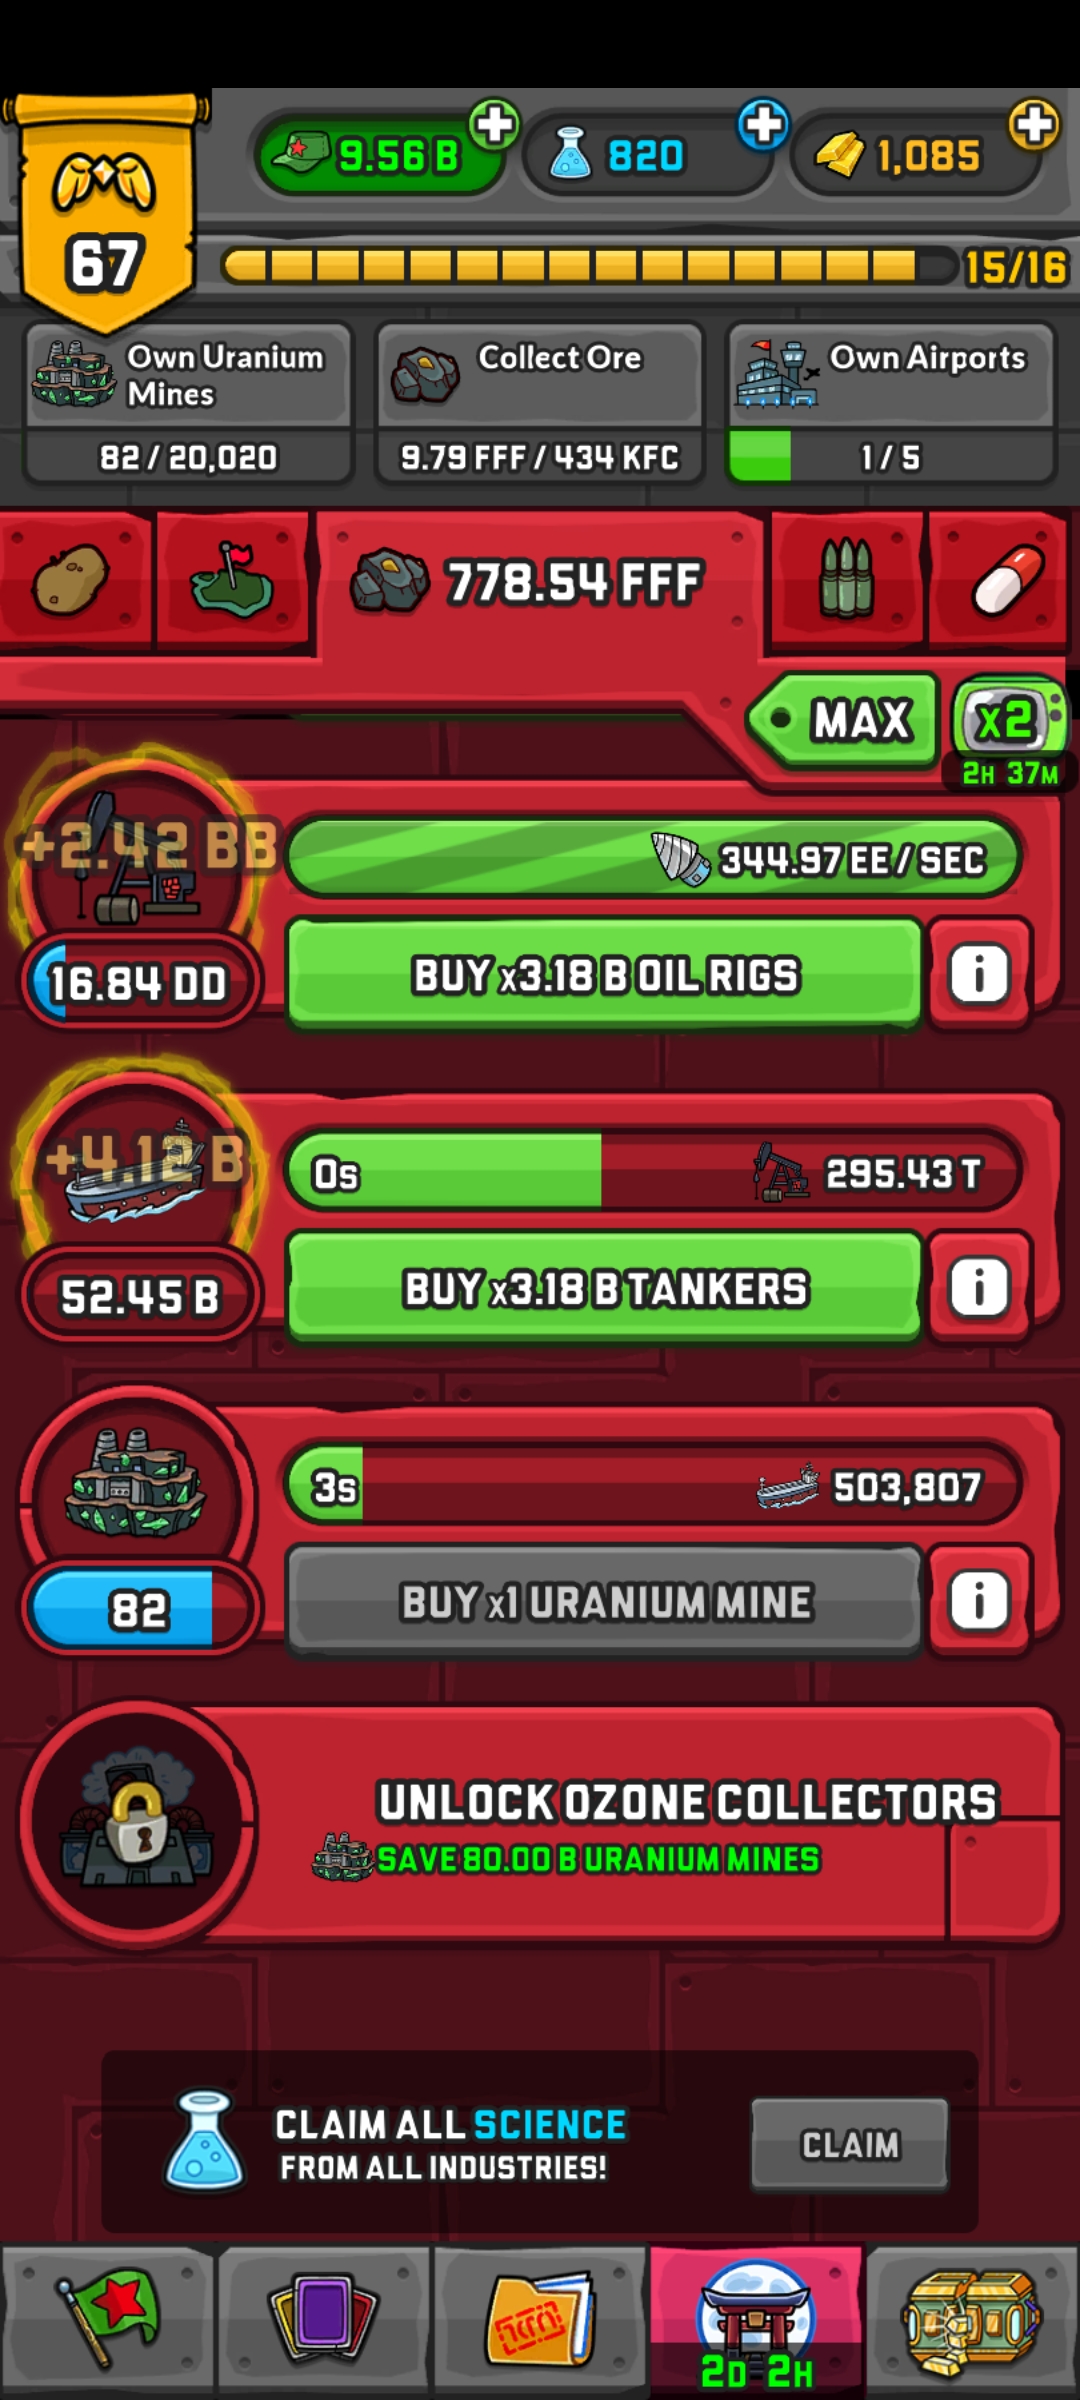 9.56 B
820
1,085
67
15/16
Own Uranium
Mines
82 / 20,020
Collect Ore
9.79 FFF / 434 KFC
Own Airports
1 / 5
778.54 FFF
MAX
x2
2H 37M
+2.42 BB
344.97 EE / SEC
16.84 DD
BUY x3.18 B OIL RIGS
i
+4.12 B
0s
295.43 T
52.45 B
BUY x3.18 B TANKERS
i
3s
503,807
82
BUY x1 URANIUM MINE
i
UNLOCK OZONE COLLECTORS
SAVE 80.00 B URANIUM MINES
CLAIM ALL SCIENCE
FROM ALL INDUSTRIES!
CLAIM
2D 2H